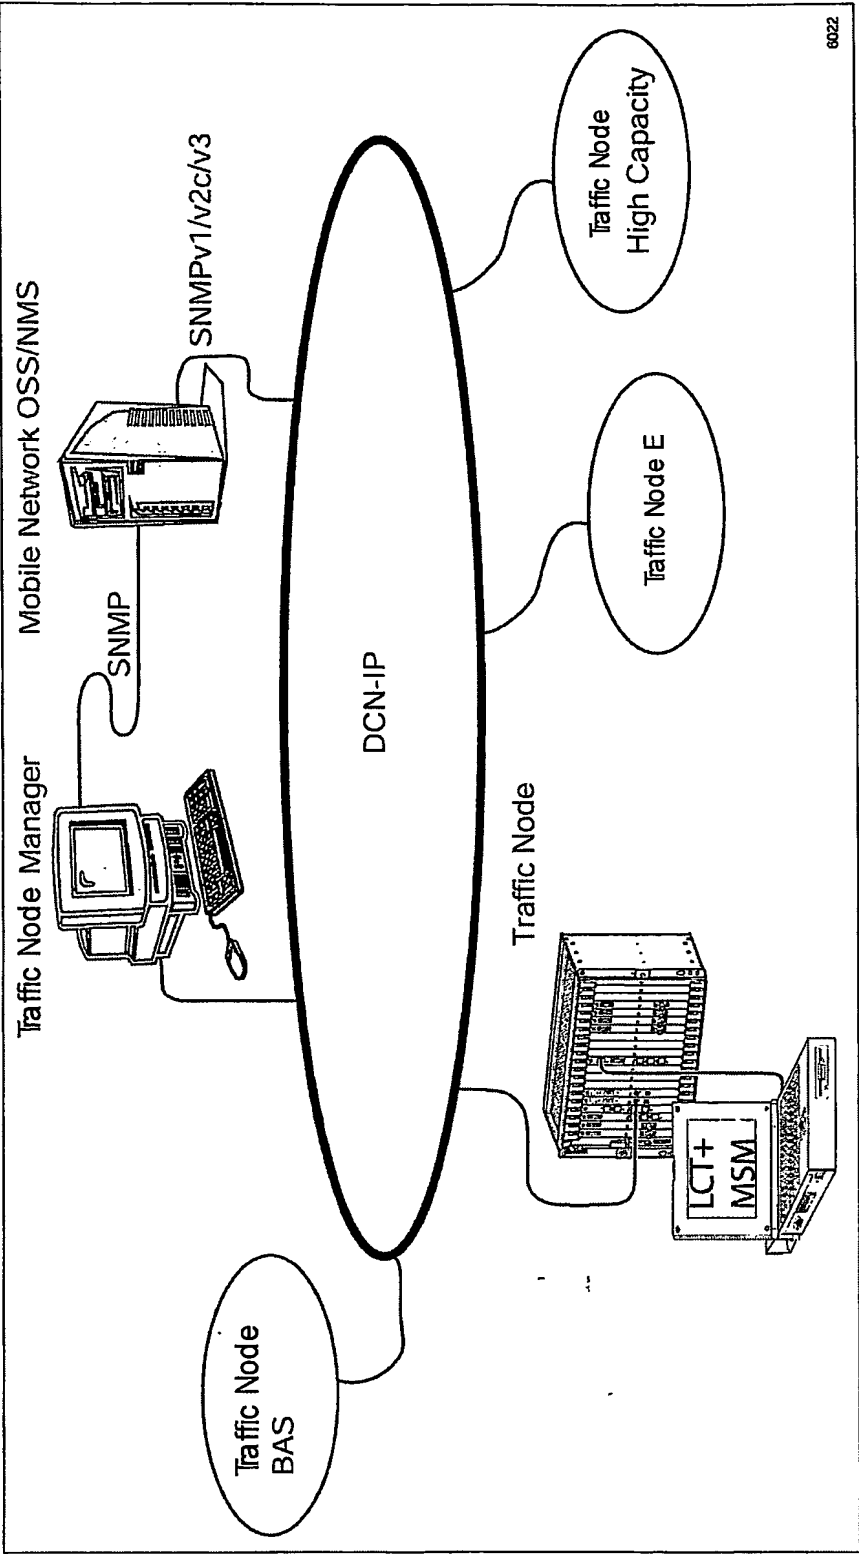 Traffic Node Manager
Mobile Network OSS/NMS
SNMP
SNMPv1/v2c/v3
DCN-IP
Traffic Node
BAS
Traffic Node
LCT+
MSM
Traffic Node E
Traffic Node
High Capacity
6022